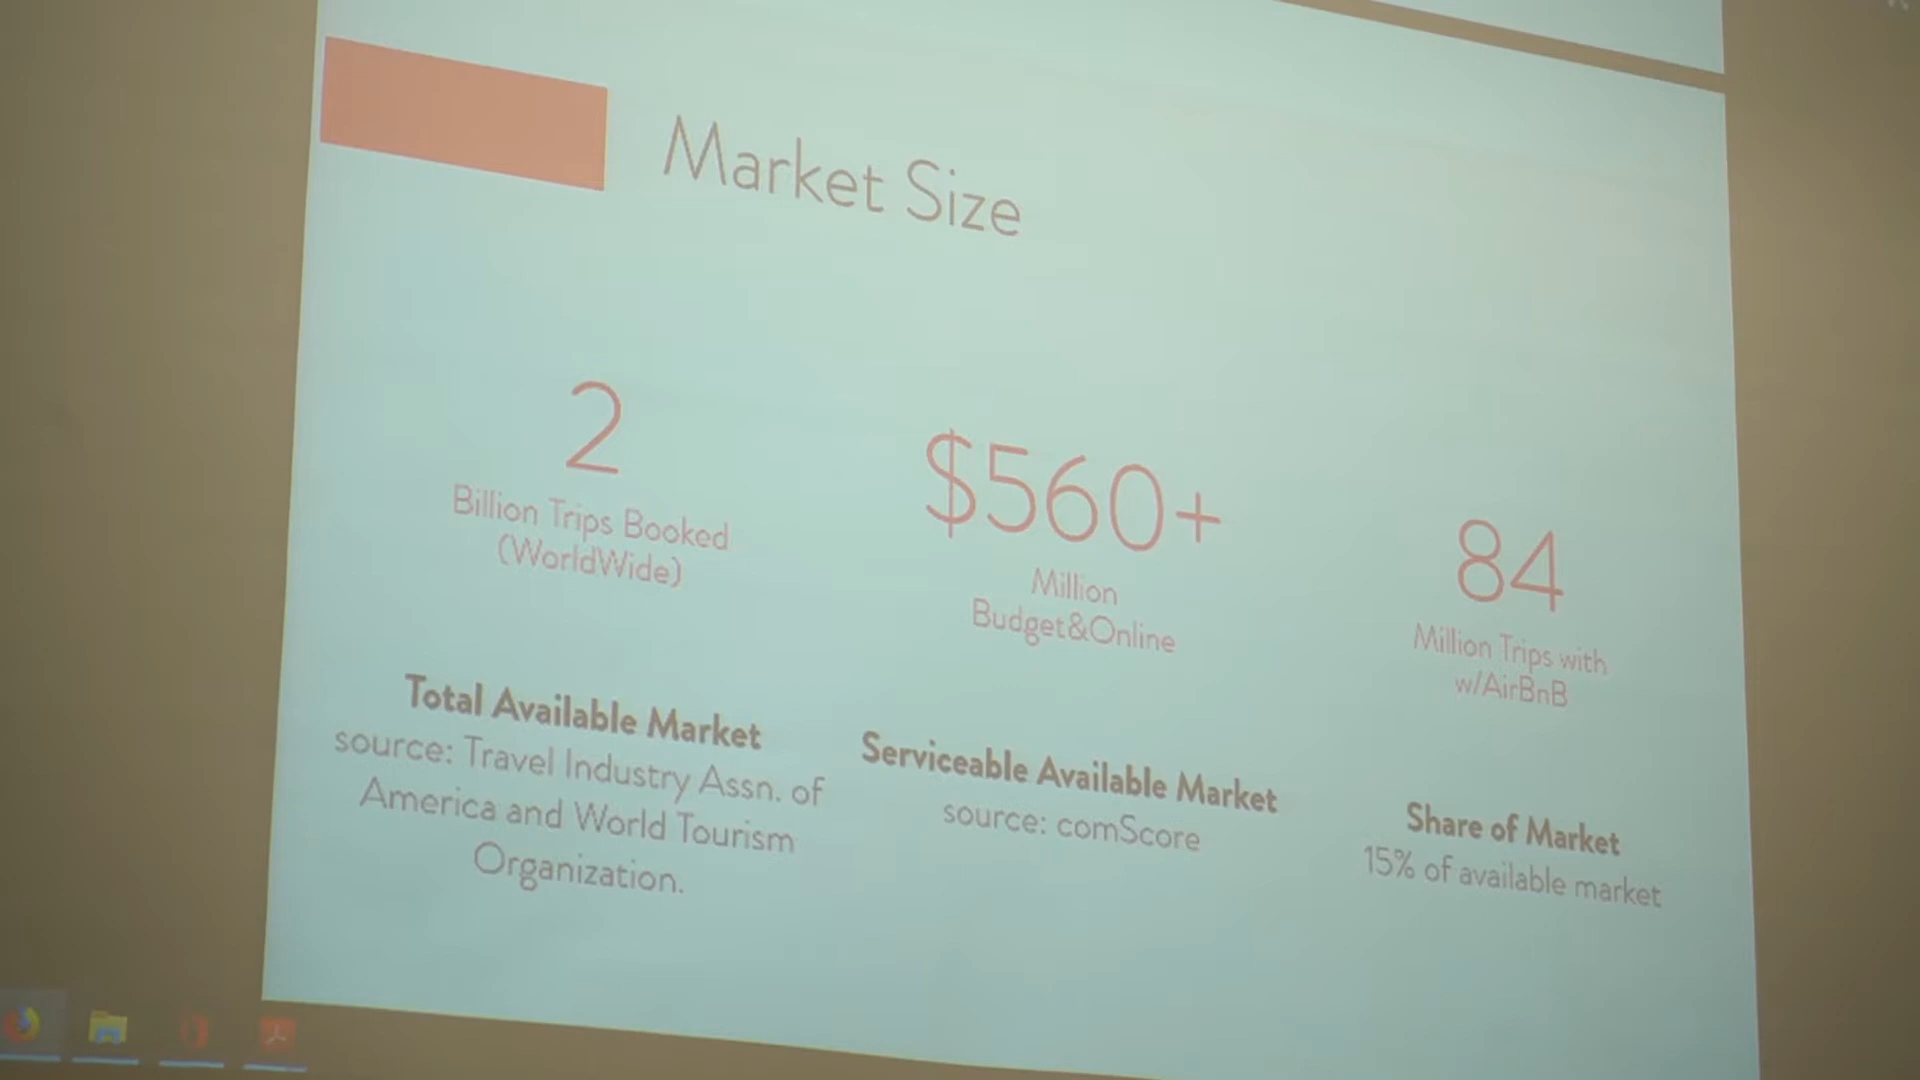 Market Size
2
Billion Trips Booked
(WorldWide)
Total Available Market
source: Travel Industry Assn. of
America and World Tourism
Organization.
$560+
Million
Budget&Online
Serviceable Available Market
source: comScore
84
Million Trips with
w/AirBnB
Share of Market
15% of available market